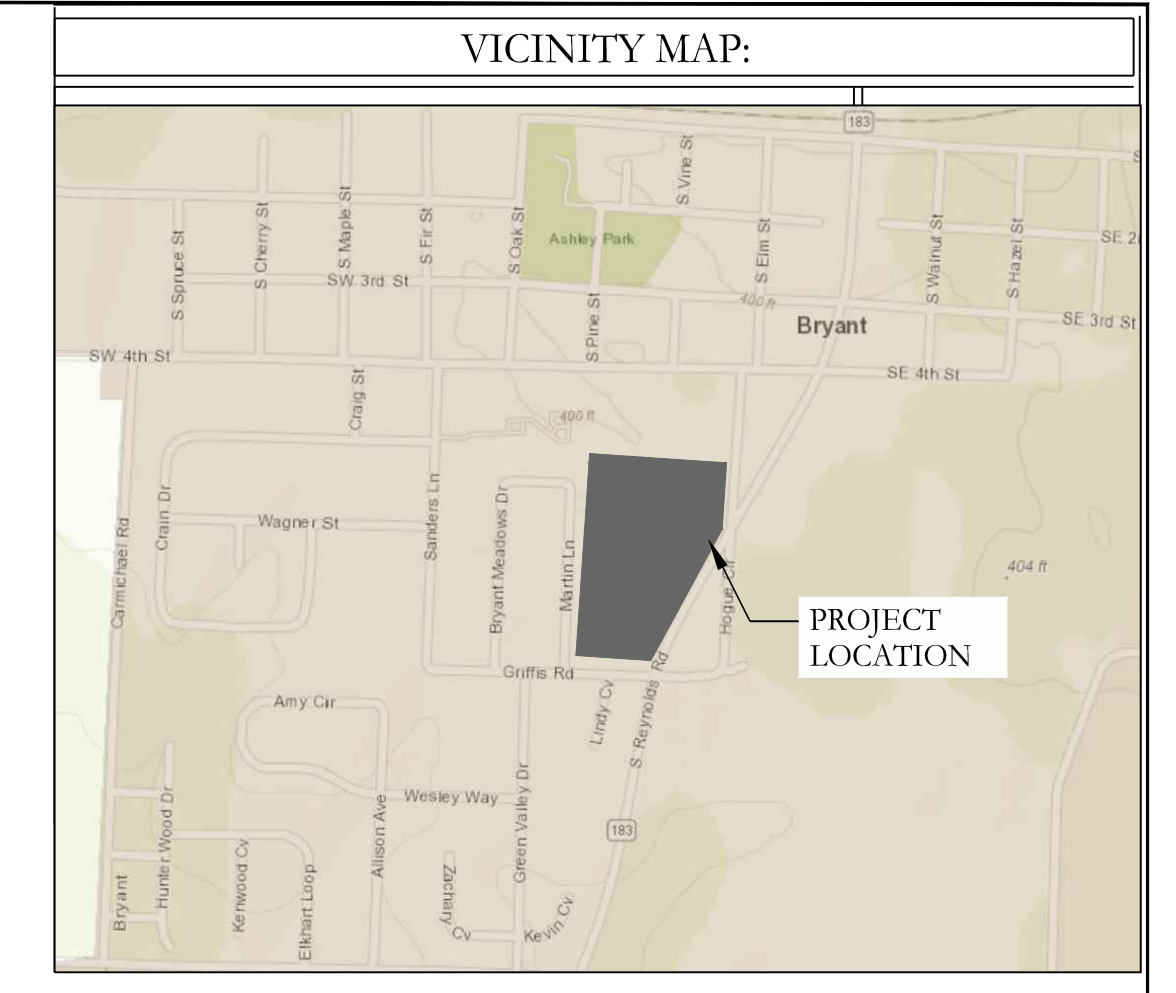 VICINITY MAP:
183
S Vine St
S Maple St
S Cherry St
S Fir St
S Oak St
Ashley Park
S Elm St
S Walnut St
S Hazel St
S Spruce St
SW 3rd St
S Pine St
400 ft
Bryant
SE 3rd St
SW 4th St
SE 4th St
Craig St
400 ft
Crain Dr
Wagner St
Sanders Ln
Bryant Meadows Dr
Martin Ln
Carmichael Rd
Hogue Cir
404 ft
PROJECT
LOCATION
Griffis Rd
Lindy Cv
S Reynolds Rd
Amy Cir
Wesley Way
Green Valley Dr
Allison Ave
Hunter Wood Dr
183
Bryant
Kenwood Cv
Elkhart Loop
Zachary Cv
Kevin Cv